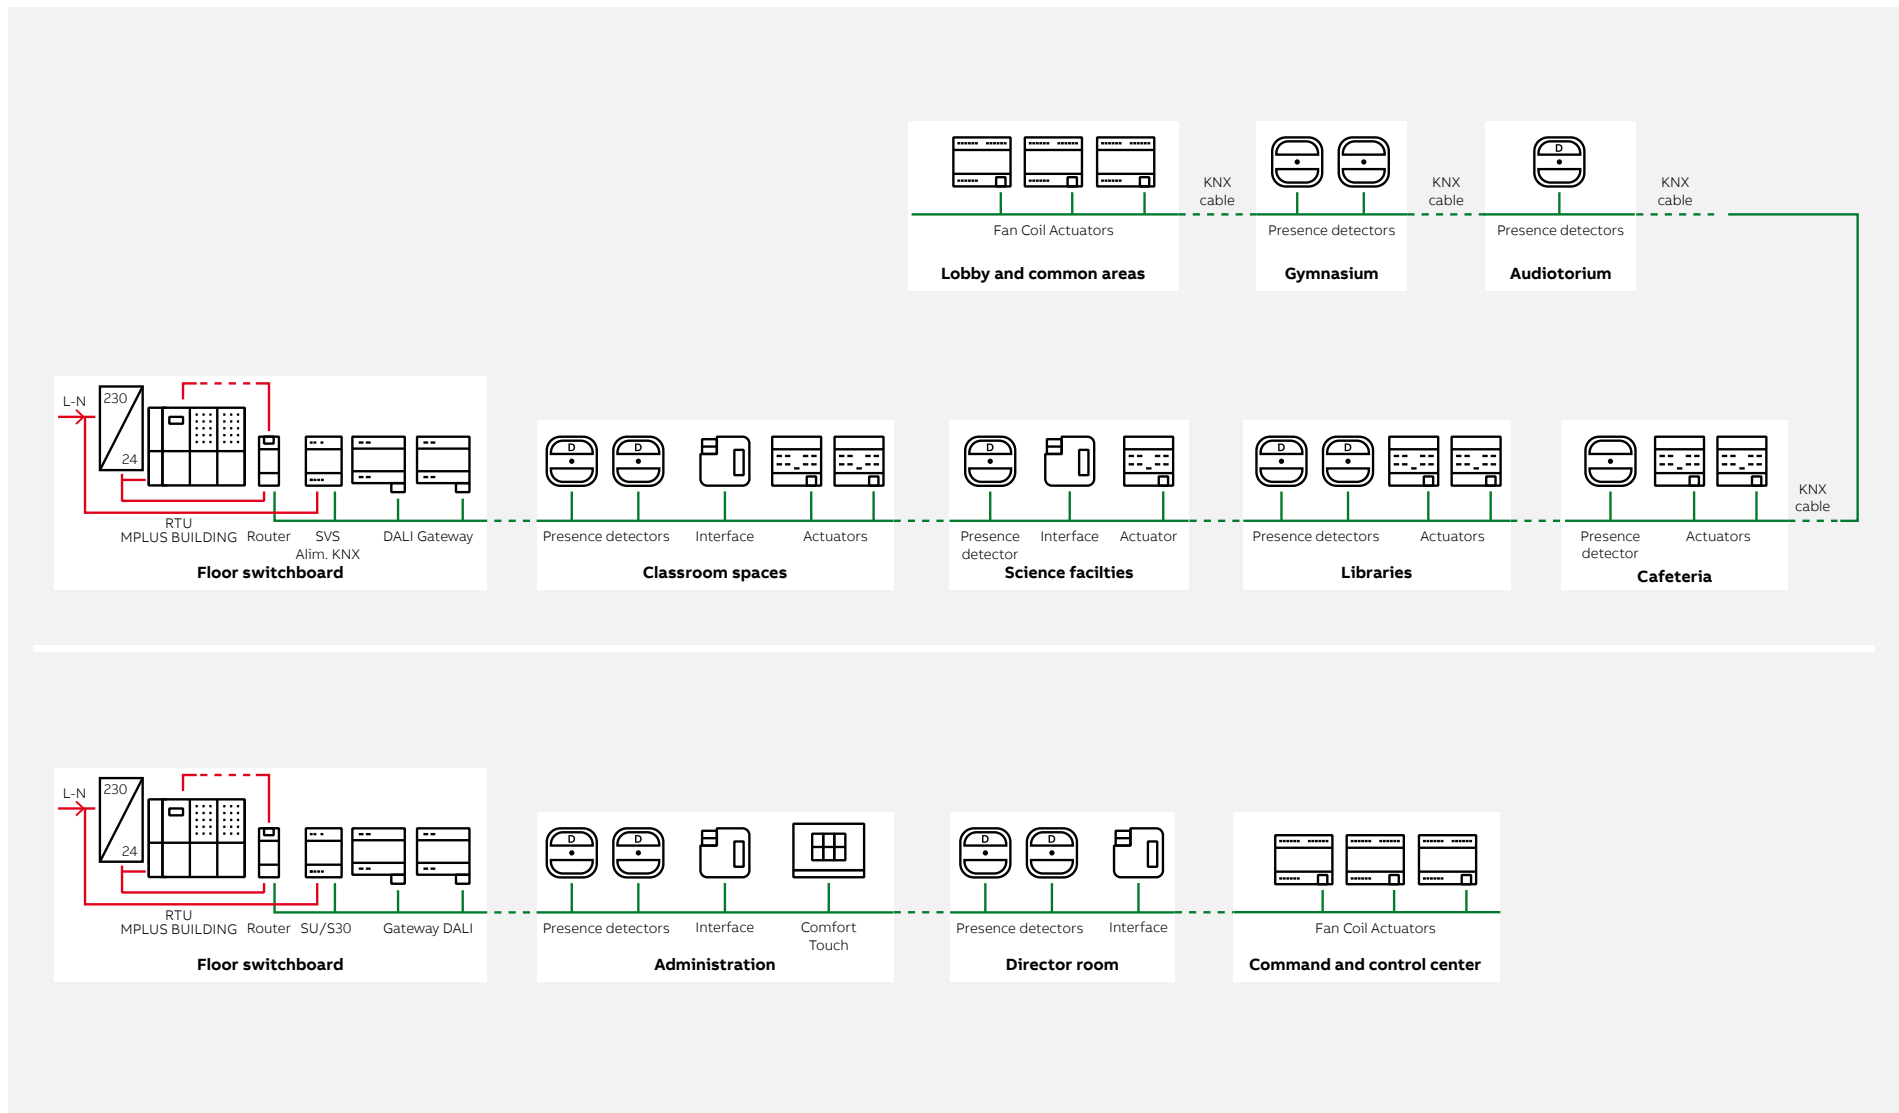 KNX
cable
KNX
cable
KNX
cable
D
Fan Coil Actuators
Presence detectors
Presence detectors
Lobby and common areas
Gymnasium
Audiotorium
L-N
230
24
RTU
MPLUS BUILDING
Router
SVS
Alim. KNX
DALI Gateway
Floor switchboard
D
D
Presence detectors
Interface
Actuators
Classroom spaces
D
Presence
detector
Interface
Actuator
Science facilties
D
D
Presence detectors
Actuators
Libraries
Presence
detector
Actuators
Cafeteria
KNX
cable
L-N
230
24
RTU
MPLUS BUILDING
Router
SU/S30
Gateway DALI
Floor switchboard
D
D
Presence detectors
Interface
Comfort
Touch
Administration
D
D
Presence detectors
Interface
Director room
Fan Coil Actuators
Command and control center